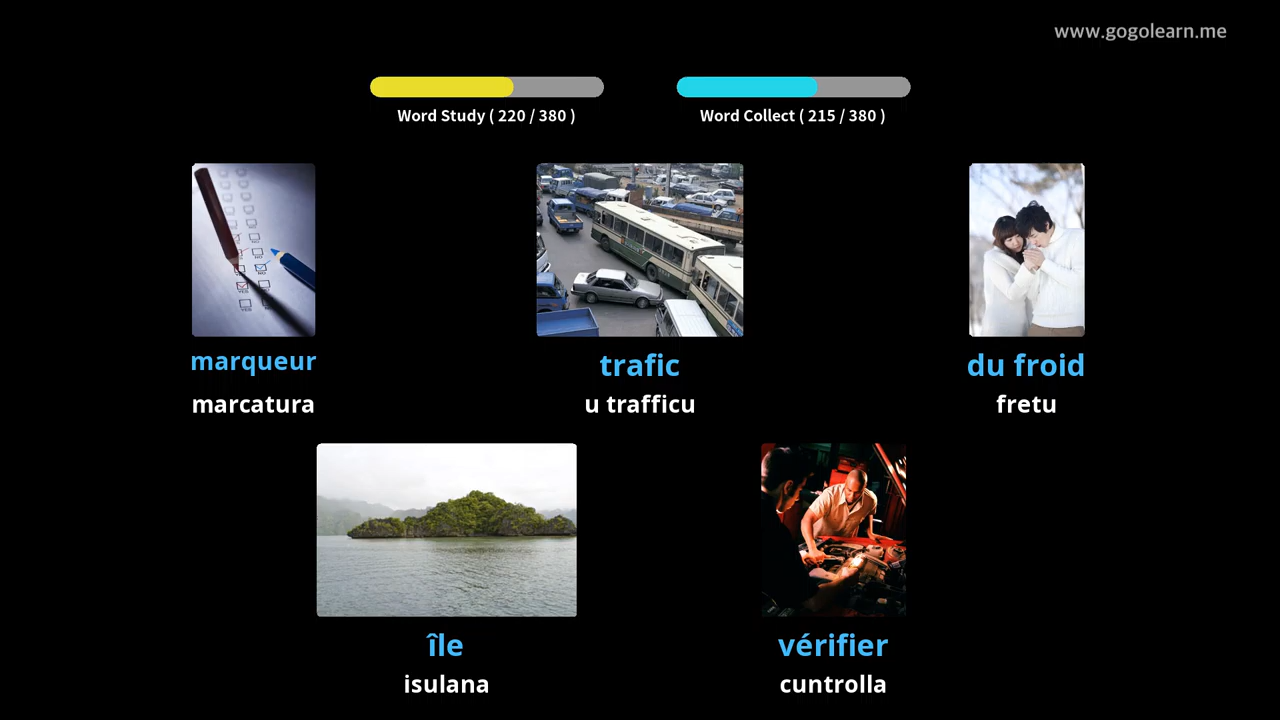 www.gogolearn.me
Word Study ( 220 / 380 )
Word Collect ( 215 / 380 )
marqueur
marcatura
trafic
u trafficu
du froid
fretu
île
isulana
vérifier
cuntrolla